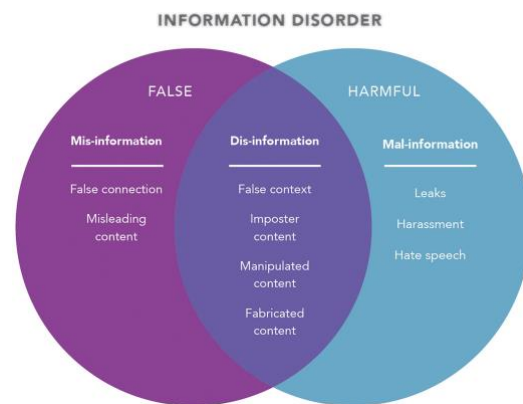 INFORMATION DISORDER
FALSE
HARMFUL
Mis-information
False connection
Misleading
content
Dis-information
False context
Imposter
content
Manipulated
content
Fabricated
content
Mal-information
Leaks
Harassment
Hate speech